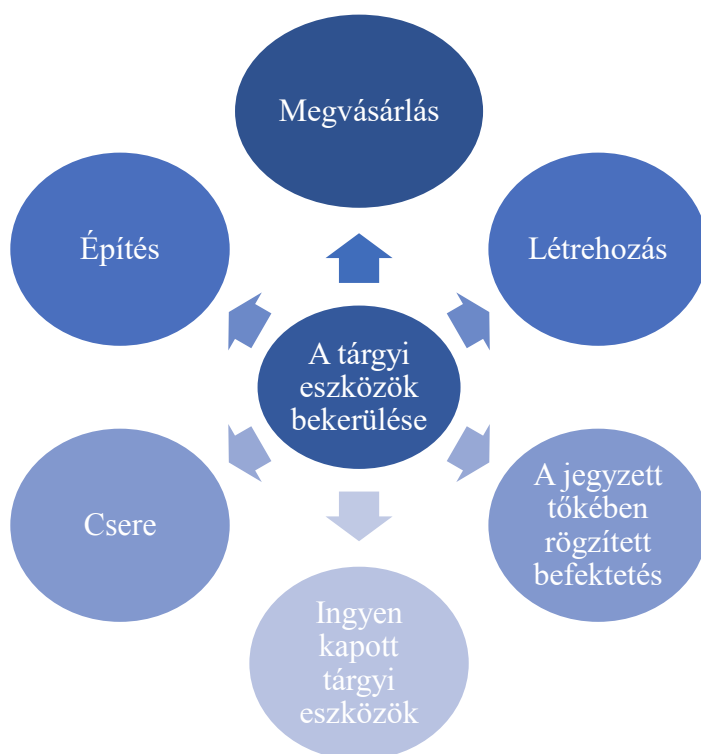 Megvásárlás
Építés
Létrehozás
A tárgyi
eszközök
bekerülése
Csere
A jegyzett
tőkében
rögzített
befektetés
Ingyen
kapott
tárgyi
eszközök